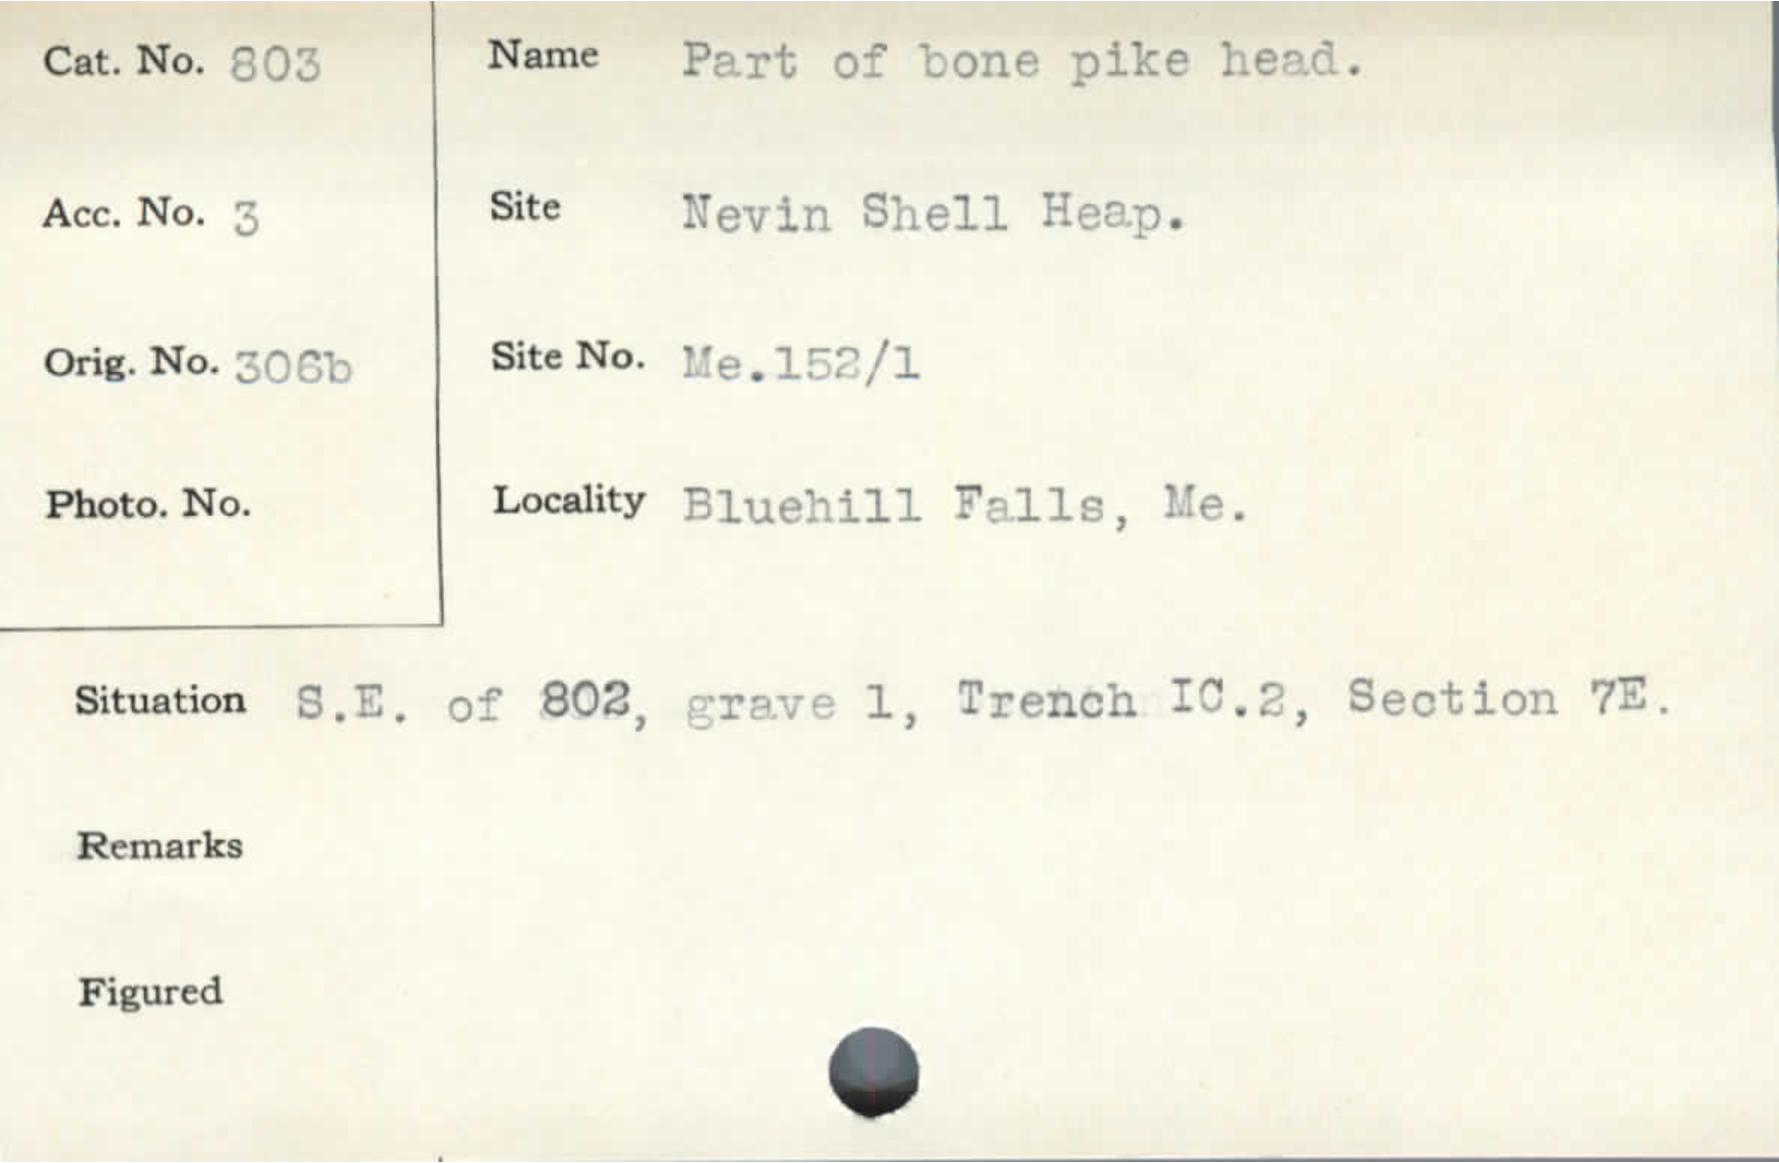 Cat. No. 803
Name Part of bone pike head.
Acc. No. 3
Site Nevin Shell Heap.
Orig. No. 306b
Site No. Me.152/1
Photo. No.
Locality Bluehill Falls, Me.
Situation S.E. of 802, grave 1, Trench IC.2, Section 7E.
Remarks
Figured